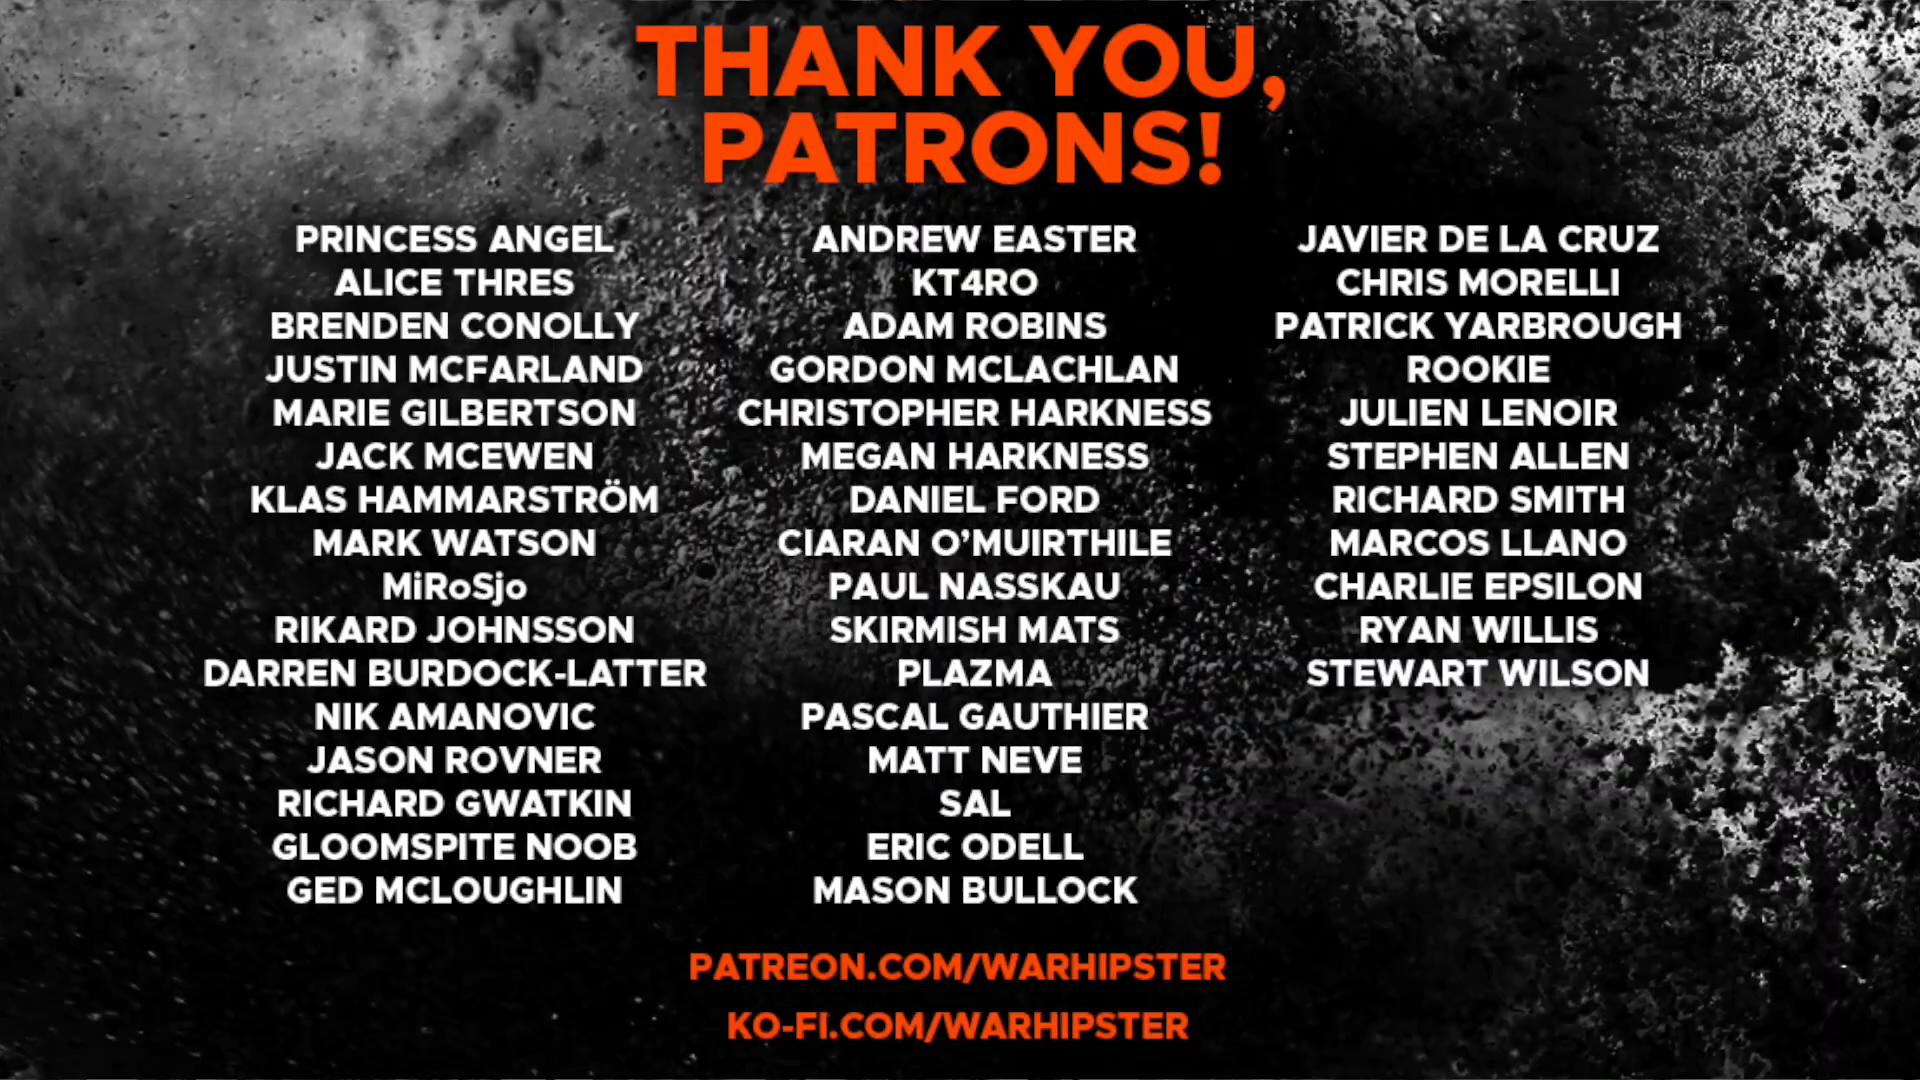 THANK YOU,
PATRONS!
PRINCESS ANGEL
ALICE THRES
BRENDEN CONOLLY
JUSTIN MCFARLAND
MARIE GILBERTSON
JACK MCEWEN
KLAS HAMMARSTRÖM
MARK WATSON
MiRoSjo
RIKARD JOHNSSON
DARREN BURDOCK-LATTER
NIK AMANOVIC
JASON ROVNER
RICHARD GWATKIN
GLOOMSPITE NOOB
GED MCLOUGHLIN
ANDREW EASTER
KT4RO
ADAM ROBINS
GORDON MCLACHLAN
CHRISTOPHER HARKNESS
MEGAN HARKNESS
DANIEL FORD
CIARAN O’MUIRTHILE
PAUL NASSKAU
SKIRMISH MATS
PLAZMA
PASCAL GAUTHIER
MATT NEVE
SAL
ERIC ODELL
MASON BULLOCK
JAVIER DE LA CRUZ
CHRIS MORELLI
PATRICK YARBROUGH
ROOKIE
JULIEN LENOIR
STEPHEN ALLEN
RICHARD SMITH
MARCOS LLANO
CHARLIE EPSILON
RYAN WILLIS
STEWART WILSON
PATREON.COM/WARHIPSTER
KO-FI.COM/WARHIPSTER